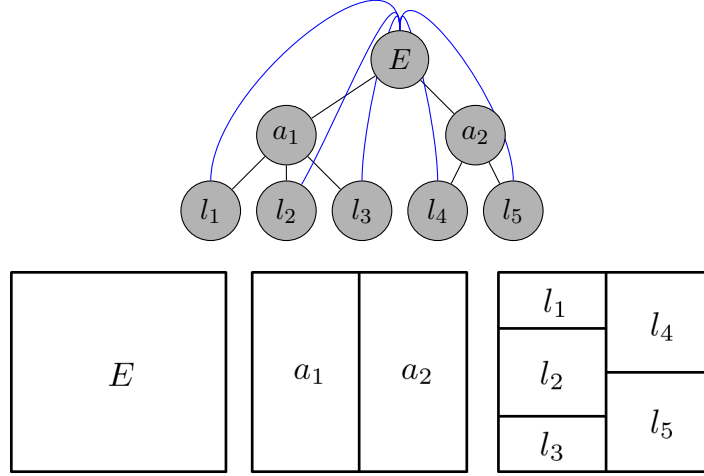 E
a₁ a₂
l₁ l₂ l₃ l₄ l₅
E
a₁ a₂
l₁
l₂
l₃
l₄
l₅